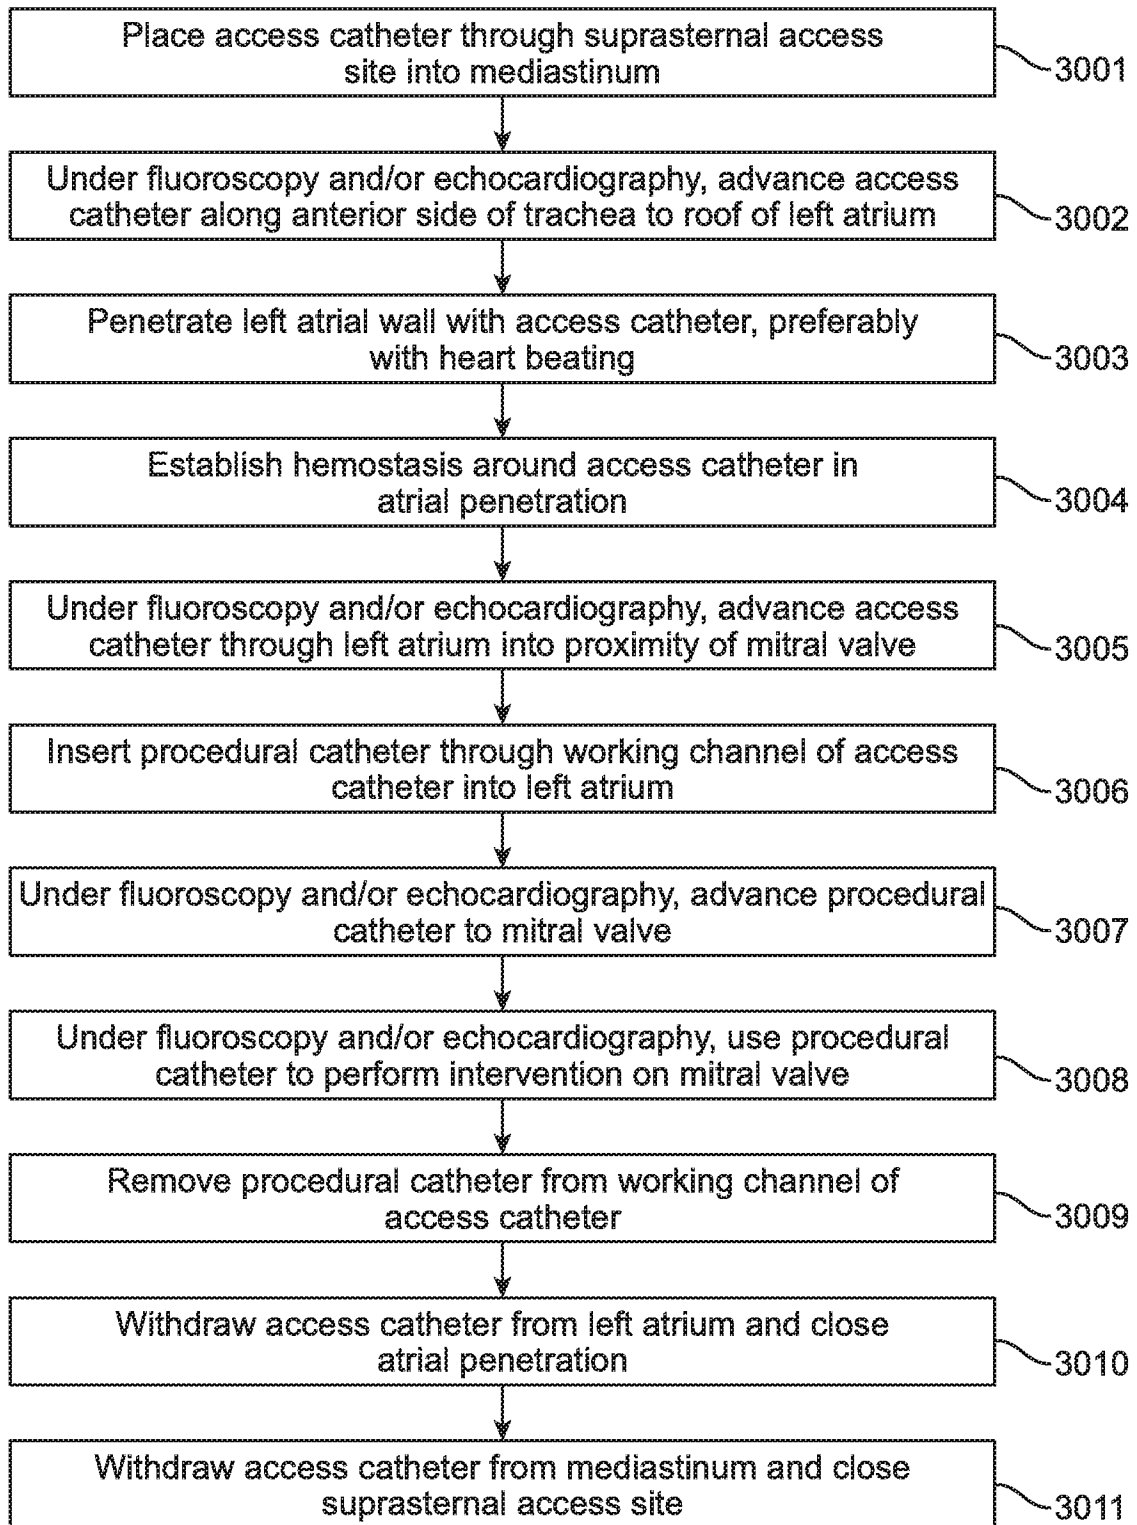 Place access catheter through suprasternal access
site into mediastinum
3001
Under fluoroscopy and/or echocardiography, advance access
catheter along anterior side of trachea to roof of left atrium
3002
Penetrate left atrial wall with access catheter, preferably
with heart beating
3003
Establish hemostasis around access catheter in
atrial penetration
3004
Under fluoroscopy and/or echocardiography, advance access
catheter through left atrium into proximity of mitral valve
3005
Insert procedural catheter through working channel of access
catheter into left atrium
3006
Under fluoroscopy and/or echocardiography, advance procedural
catheter to mitral valve
3007
Under fluoroscopy and/or echocardiography, use procedural
catheter to perform intervention on mitral valve
3008
Remove procedural catheter from working channel of
access catheter
3009
Withdraw access catheter from left atrium and close
atrial penetration
3010
Withdraw access catheter from mediastinum and close
suprasternal access site
3011